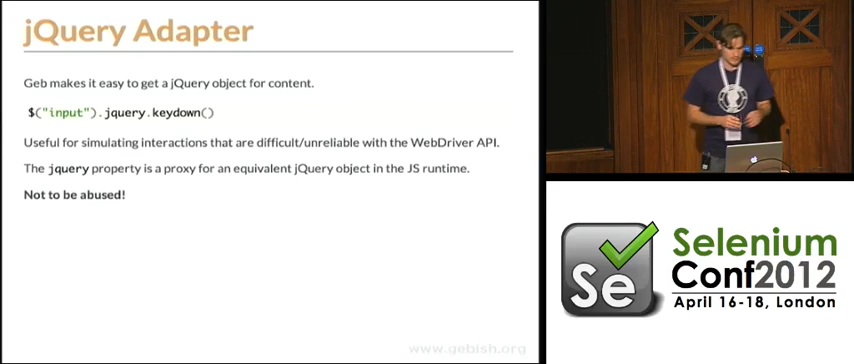 jQuery Adapter
Geb makes it easy to get a jQuery object for content.
$("input").jquery.keydown()
Useful for simulating interactions that are difficult/unreliable with the WebDriver API.
The jquery property is a proxy for an equivalent jQuery object in the JS runtime.
Not to be abused!
www.gebish.org
Se
Selenium
Conf2012
April 16-18, London